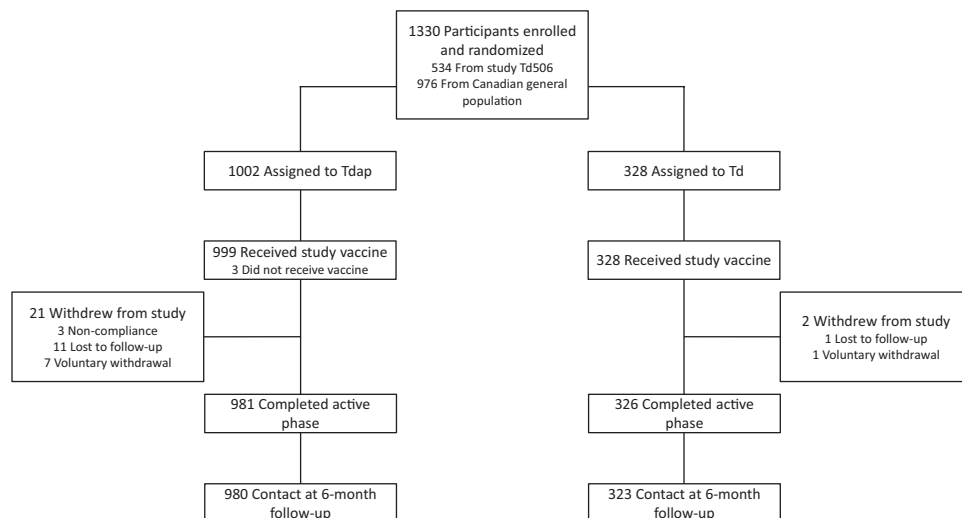 1330 Participants enrolled
and randomized
534 From study Td506
976 From Canadian general
population
1002 Assigned to Tdap
328 Assigned to Td
999 Received study vaccine
3 Did not receive vaccine
328 Received study vaccine
21 Withdrew from study
3 Non-compliance
11 Lost to follow-up
7 Voluntary withdrawal
2 Withdrew from study
1 Lost to follow-up
1 Voluntary withdrawal
981 Completed active
phase
326 Completed active
phase
980 Contact at 6-month
follow-up
323 Contact at 6-month
follow-up